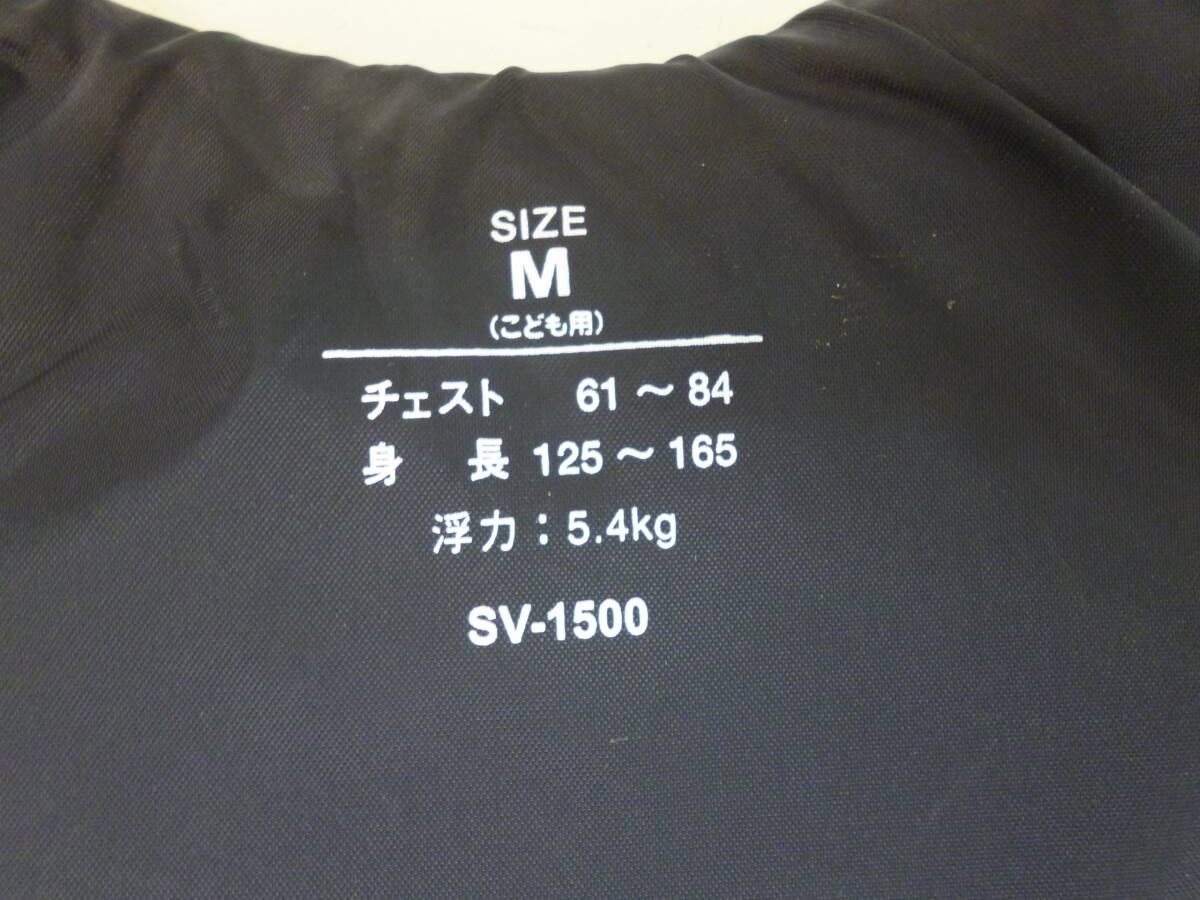 SIZE
M
(こども用)
チェスト 61～84
身 長 125～165
浮力：5.4kg
SV-1500